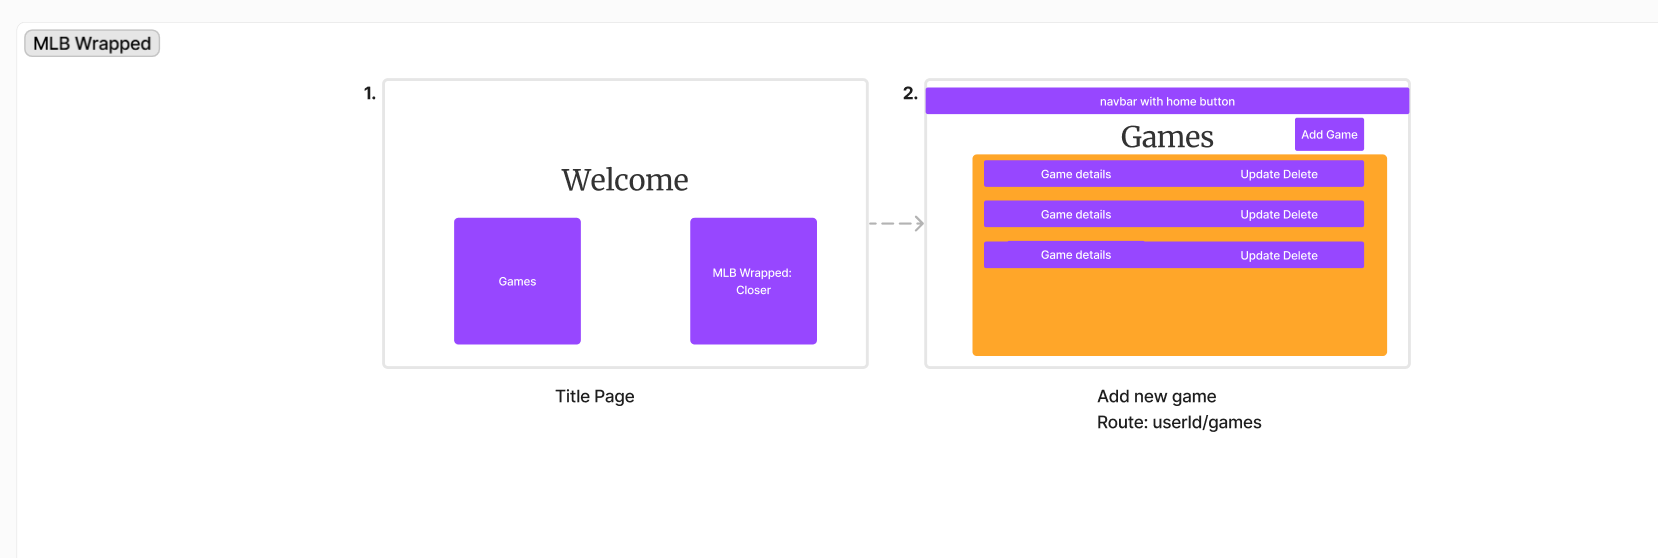 MLB Wrapped
1.
Welcome
Games
MLB Wrapped:
Closer
Title Page
2.
navbar with home button
Games
Add Game
Game details Update Delete
Game details Update Delete
Game details Update Delete
Add new game
Route: userId/games